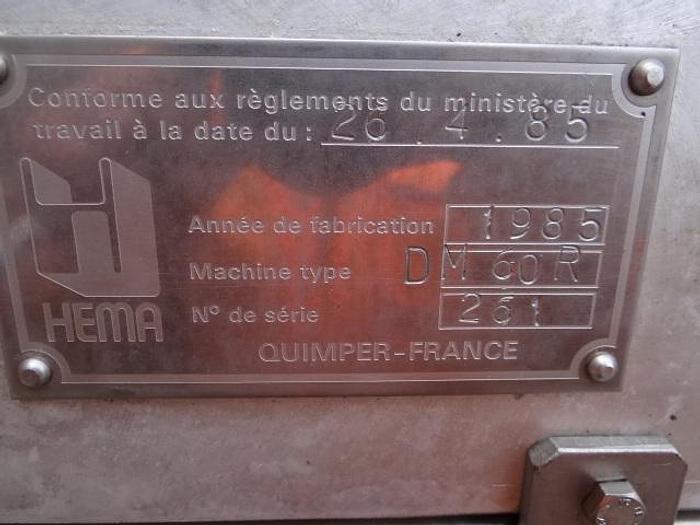 Conforme aux règlements du ministère du
travail à la date du : 26.4.85
Année de fabrication 1985
Machine type DM 60R
N° de série 261
HEMA
QUIMPER-FRANCE